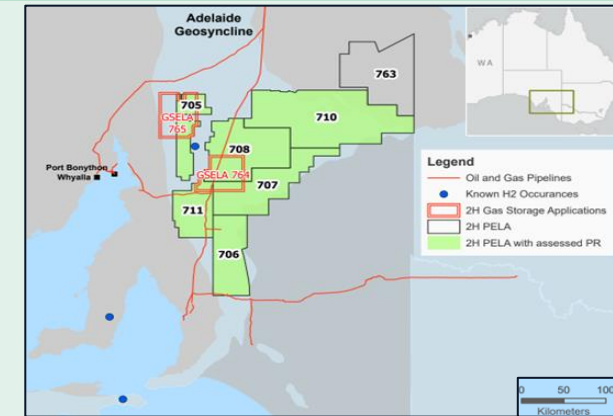 Adelaide
Geosyncline
WA
763
705
GSELA
765
710
708
Port Bonython
Whyalla
GSELA 764
707
711
706
Legend
Oil and Gas Pipelines
Known H2 Occurances
2H Gas Storage Applications
2H PELA
2H PELA with assessed PR
0 50 100
Kilometers